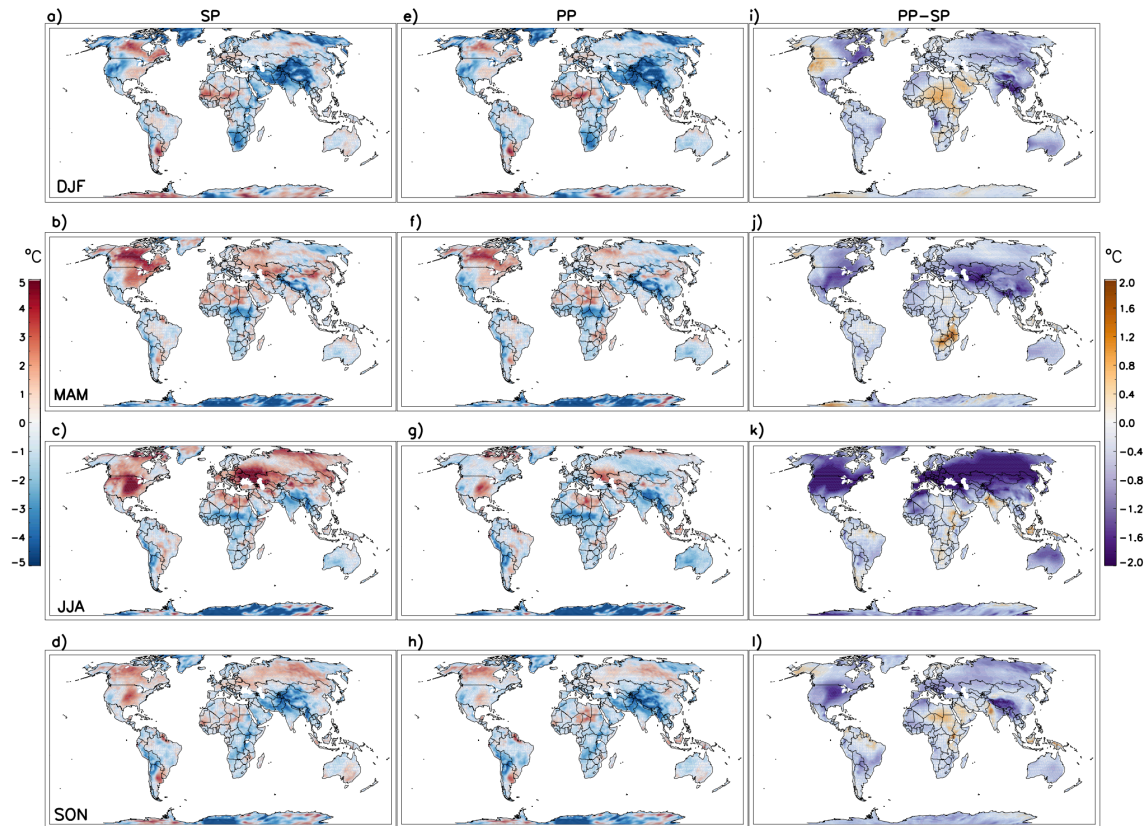 a) SP e) PP i) PP−SP
DJF
b) f) j)
°C °C
5 2.0
4 1.6
3 1.2
2 0.8
1 0.4
0 0.0
−1 −0.4
−2 −0.8
−3 −1.2
−4 −1.6
−5 −2.0
MAM
c) g) k)
JJA
d) h) l)
SON